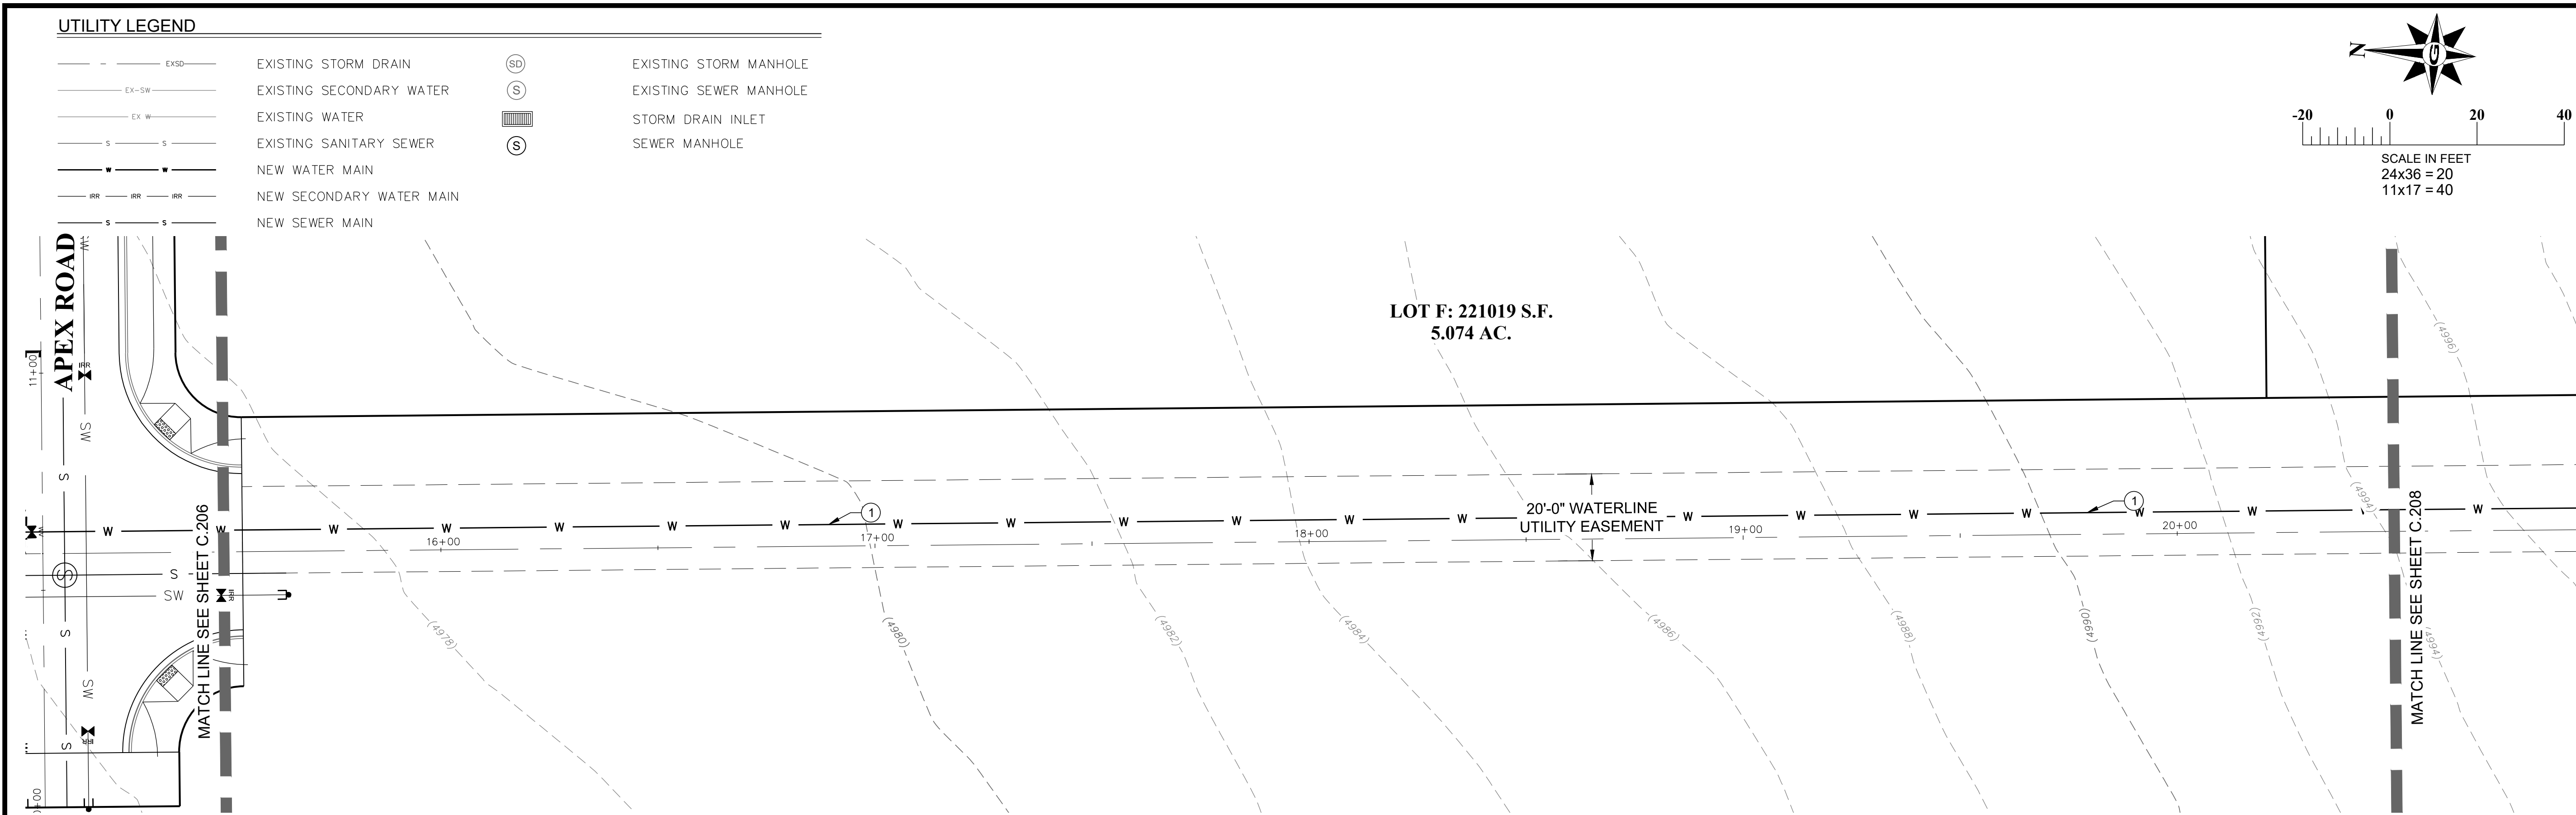 UTILITY LEGEND
EXSD
EXISTING STORM DRAIN
SD
EXISTING STORM MANHOLE
EX-SW
EXISTING SECONDARY WATER
S
EXISTING SEWER MANHOLE
EX W
EXISTING WATER
STORM DRAIN INLET
S S
EXISTING SANITARY SEWER
S
SEWER MANHOLE
W W
NEW WATER MAIN
IRR IRR IRR
NEW SECONDARY WATER MAIN
S S
NEW SEWER MAIN
N
G
-20 0 20 40
SCALE IN FEET
24x36 = 20
11x17 = 40
APEX ROAD
11+00
SW
IRR
SW
S
LOT F: 221019 S.F.
5.074 AC.
(4996)
(4994)
MATCH LINE SEE SHEET C.206
W W W W W W W W W W W W W W W W W W W W W
1
1
20'-0" WATERLINE
UTILITY EASEMENT
16+00
17+00
18+00
19+00
20+00
MATCH LINE SEE SHEET C.208
S
S
SW
IRR
S
SW
IRR
S
+00
(4978)
(4980)
(4982)
(4984)
(4986)
(4988)
(4990)
(4992)
4994)